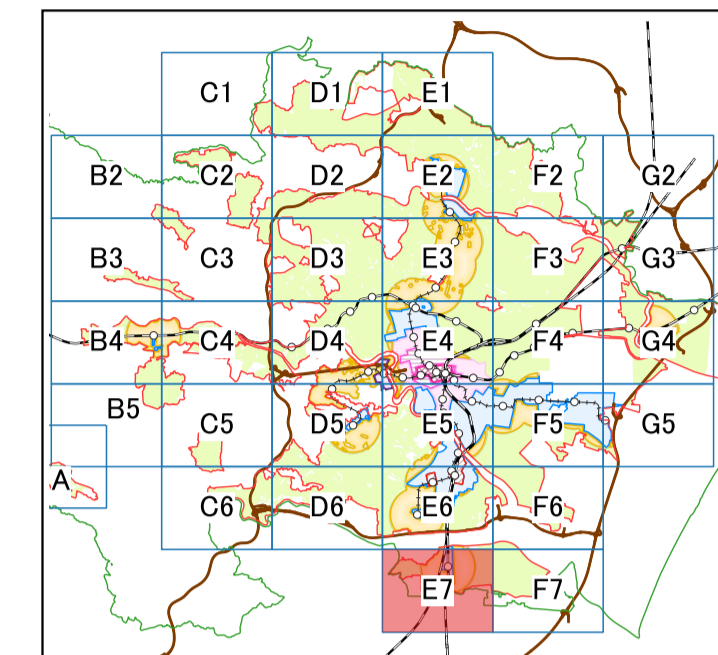 C1 D1 E1
B2 C2 D2 E2 F2 G2
B3 C3 D3 E3 F3 G3
B4 C4 D4 E4 F4 G4
B5 C5 D5 E5 F5 G5
A C6 D6 E6 F6
E7 F7